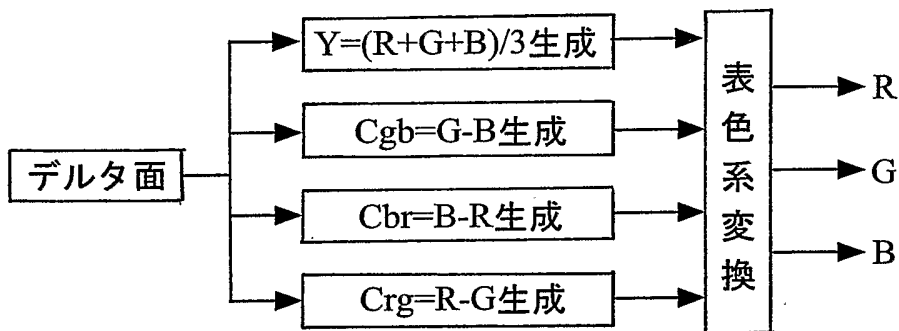 デルタ面
Y=(R+G+B)/3生成
Cgb=G-B生成
Cbr=B-R生成
Crg=R-G生成
表色系変換
R
G
B